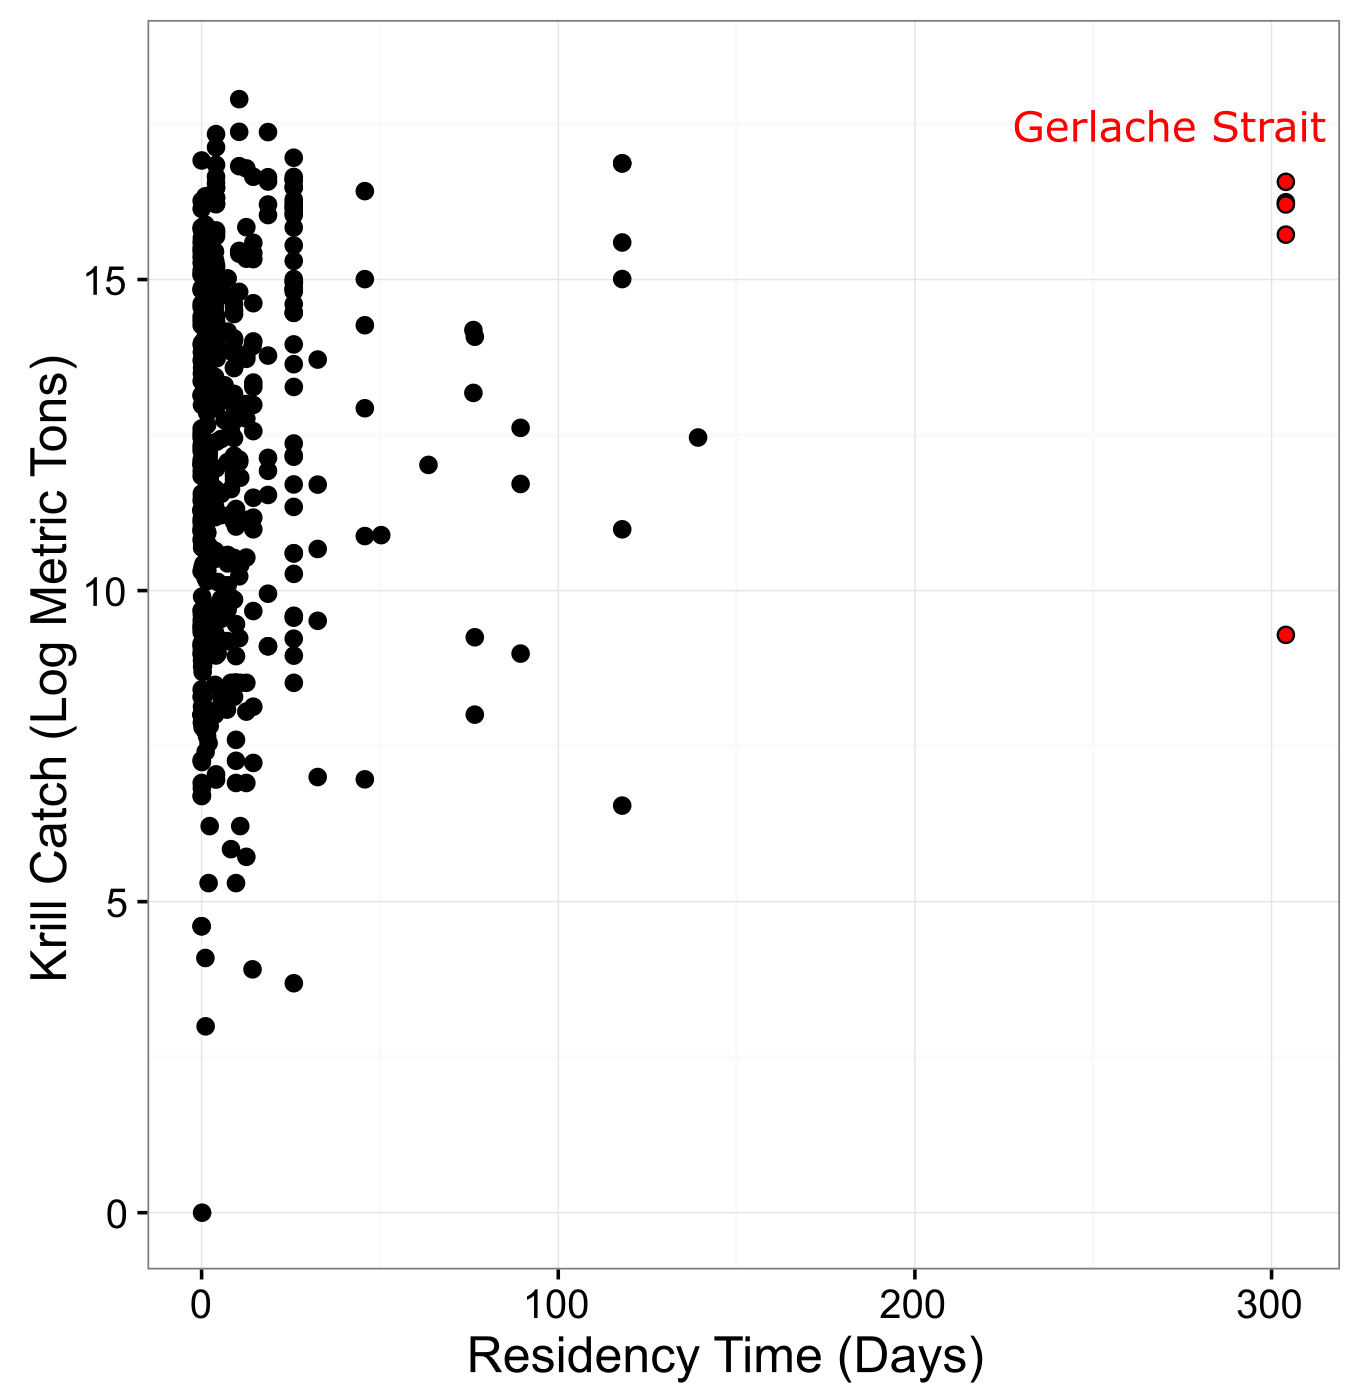 Gerlache Strait
15
10
5
0
Krill Catch (Log Metric Tons)
0 100 200 300
Residency Time (Days)